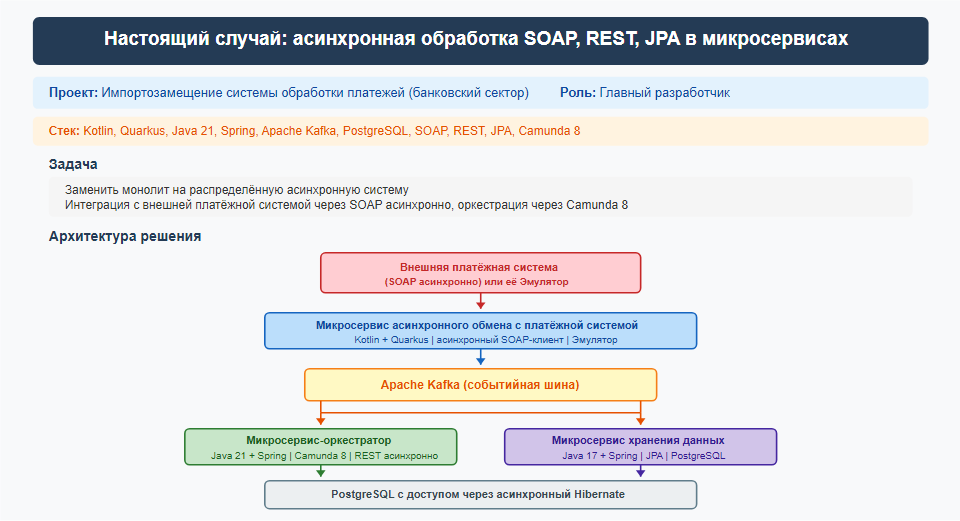 Настоящий случай: асинхронная обработка SOAP, REST, JPA в микросервисах
Проект: Импортозамещение системы обработки платежей (банковский сектор) Роль: Главный разработчик
Стек: Kotlin, Quarkus, Java 21, Spring, Apache Kafka, PostgreSQL, SOAP, REST, JPA, Camunda 8
Задача
Заменить монолит на распределённую асинхронную систему
Интеграция с внешней платёжной системой через SOAP асинхронно, оркестрация через Camunda 8
Архитектура решения
Внешняя платёжная система
(SOAP асинхронно) или её Эмулятор
Микросервис асинхронного обмена с платёжной системой
Kotlin + Quarkus | асинхронный SOAP-клиент | Эмулятор
Apache Kafka (событийная шина)
Микросервис-оркестратор
Java 21 + Spring | Camunda 8 | REST асинхронно
Микросервис хранения данных
Java 17 + Spring | JPA | PostgreSQL
PostgreSQL с доступом через асинхронный Hibernate